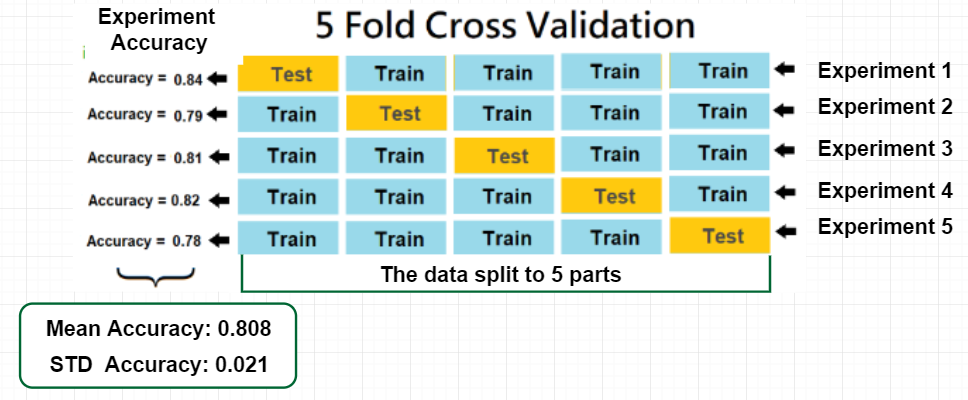 Experiment
Accuracy
5 Fold Cross Validation
Accuracy = 0.84 Test Train Train Train Train Experiment 1
Accuracy = 0.79 Train Test Train Train Train Experiment 2
Accuracy = 0.81 Train Train Test Train Train Experiment 3
Accuracy = 0.82 Train Train Train Test Train Experiment 4
Accuracy = 0.78 Train Train Train Train Test Experiment 5
The data split to 5 parts
Mean Accuracy: 0.808
STD Accuracy: 0.021